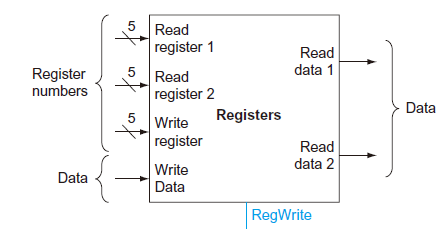 5
Read
register 1
Read
data 1
Register
numbers
5
Read
register 2
Registers
Data
5
Write
register
Read
data 2
Data
Write
Data
RegWrite